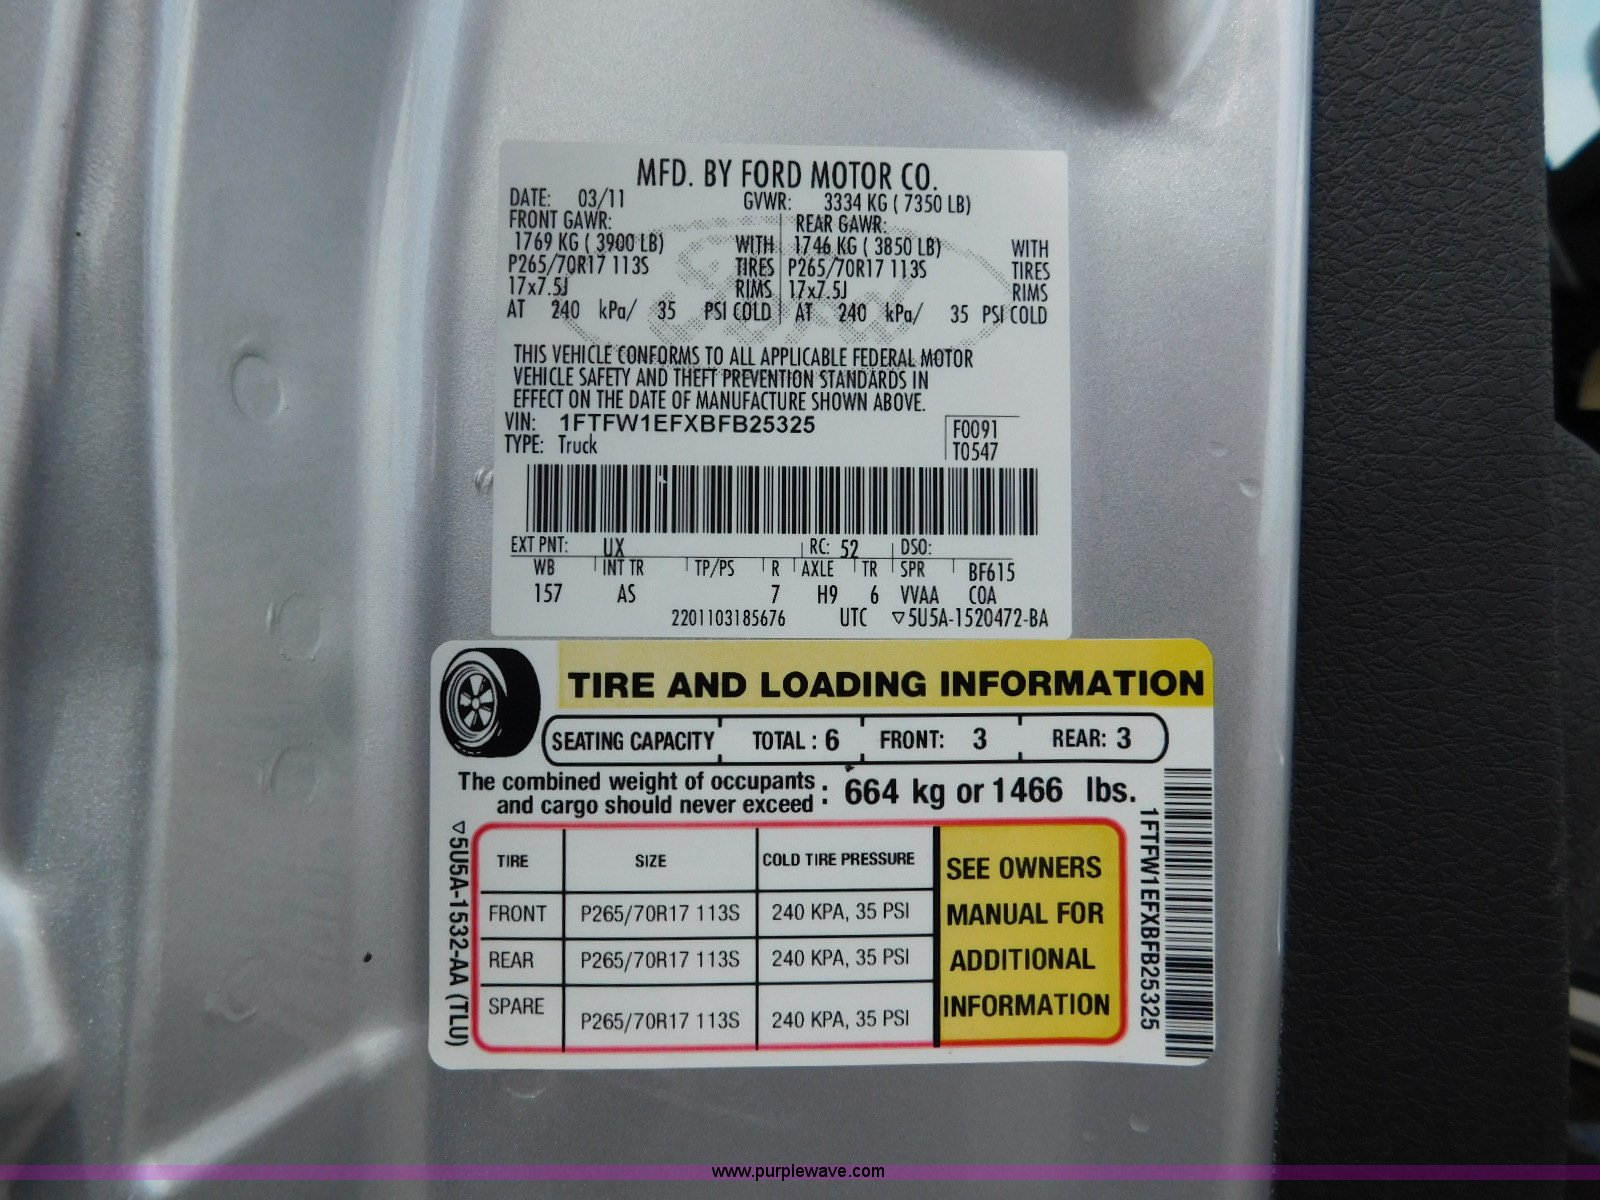 MFD. BY FORD MOTOR CO.
DATE: 03/11 GVWR: 3334 KG ( 7350 LB)
FRONT GAWR: REAR GAWR:
1769 KG ( 3900 LB) WITH 1746 KG ( 3850 LB) WITH
P265/70R17 113S TIRES P265/70R17 113S TIRES
17x7.5J RIMS 17x7.5J RIMS
AT 240 kPa/ 35 PSI COLD AT 240 kPa/ 35 PSI COLD
THIS VEHICLE CONFORMS TO ALL APPLICABLE FEDERAL MOTOR
VEHICLE SAFETY AND THEFT PREVENTION STANDARDS IN
EFFECT ON THE DATE OF MANUFACTURE SHOWN ABOVE.
VIN: 1FTFW1EFXBFB25325 F0091
TYPE: Truck T0547
EXT PNT: UX RC: 52 DSO:
WB INT TR TP/PS R AXLE TR SPR BF615
157 AS 7 H9 6 VVAA COA
2201103185676 UTC ▽5U5A-1520472-BA
TIRE AND LOADING INFORMATION
SEATING CAPACITY TOTAL : 6 FRONT: 3 REAR: 3
The combined weight of occupants
and cargo should never exceed : 664 kg or 1466 lbs.
TIRE SIZE COLD TIRE PRESSURE
FRONT P265/70R17 113S 240 KPA, 35 PSI
REAR P265/70R17 113S 240 KPA, 35 PSI
SPARE P265/70R17 113S 240 KPA, 35 PSI
SEE OWNERS
MANUAL FOR
ADDITIONAL
INFORMATION
▽5U5A-1532-AA (TLU)
1FTFW1EFXBFB25325
www.purplewave.com